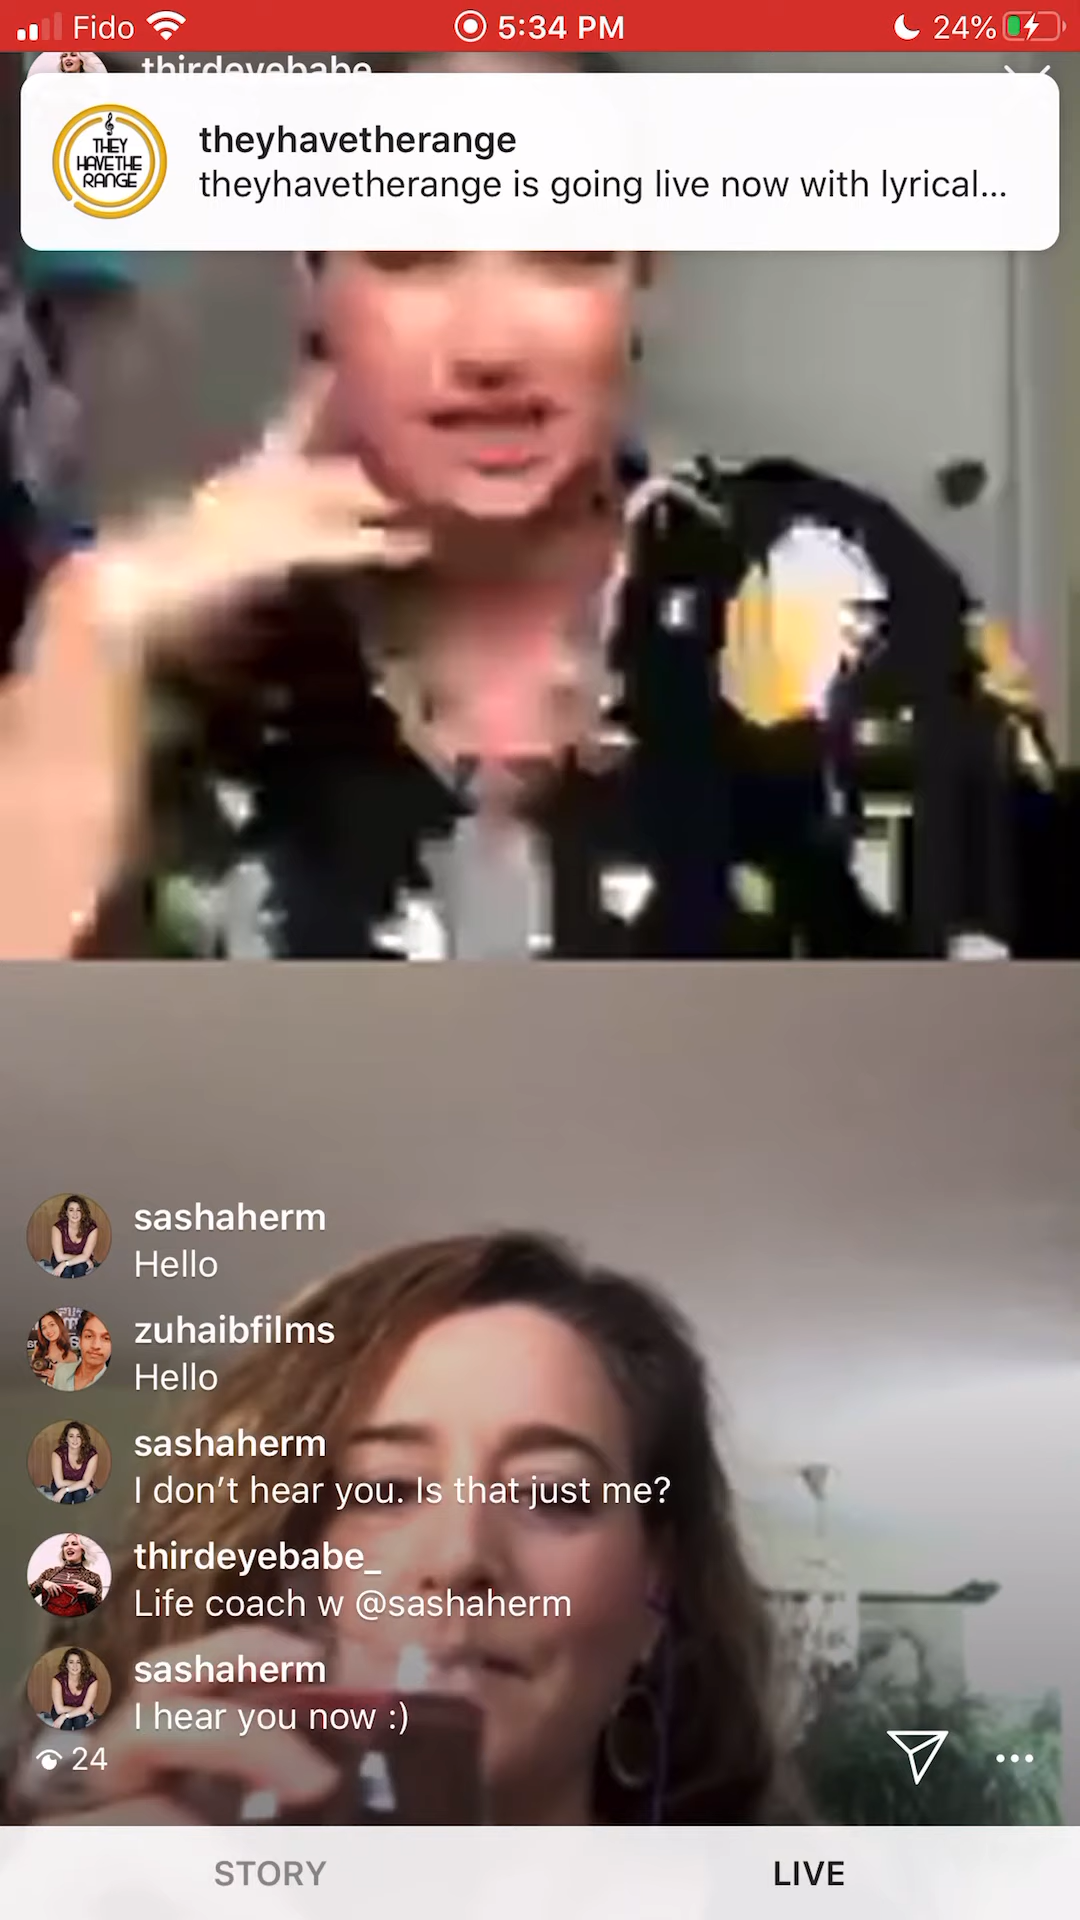 Fido 5:34 PM 24%
thirdeyebabe
THEY
HAVETHE
RANGE
theyhavetherange
theyhavetherange is going live now with lyrical...
sashaherm
Hello
zuhaibfilms
Hello
sashaherm
I don't hear you. Is that just me?
thirdeyebabe_
Life coach w @sashaherm
sashaherm
I hear you now :)
24
STORY LIVE